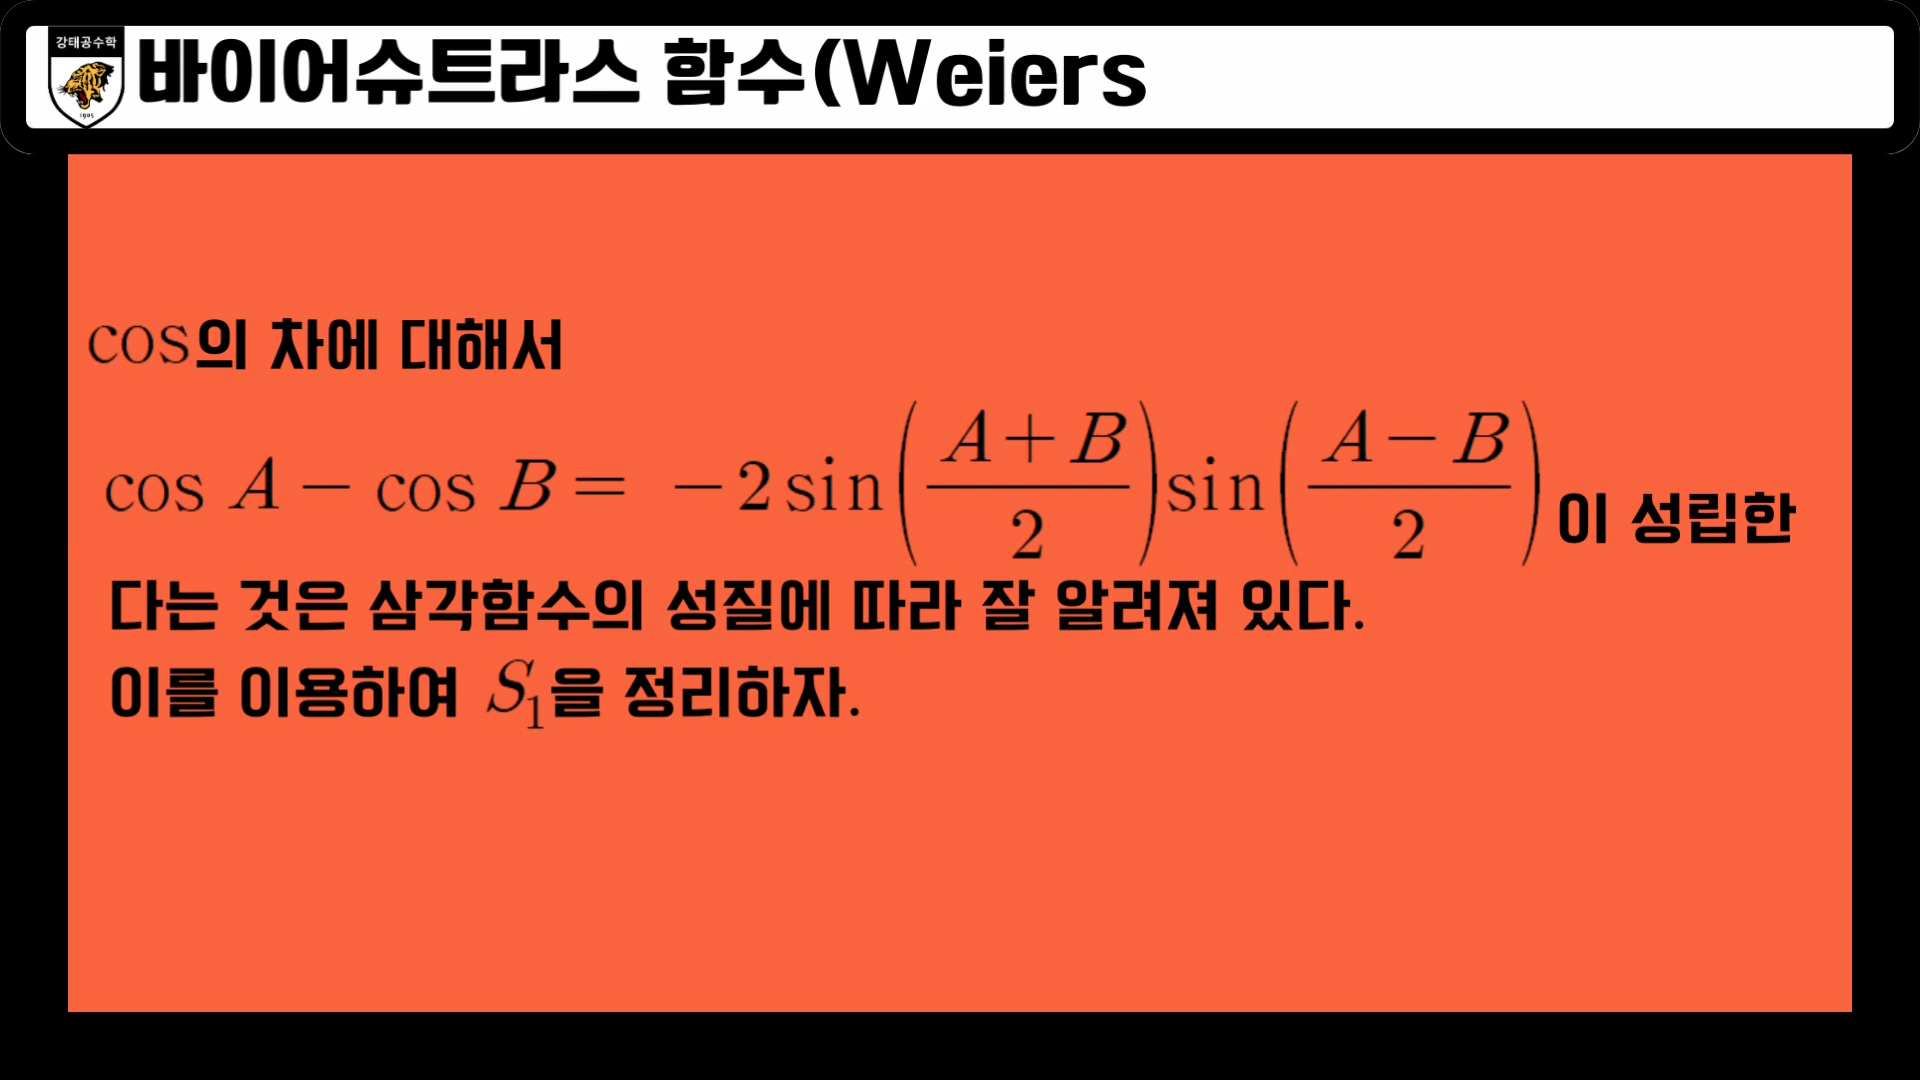 강태공수학
1905
바이어슈트라스 함수(Weiers
cos의 차에 대해서
cos A − cos B = −2 sin((A+B)/2) sin((A−B)/2) 이 성립한
다는 것은 삼각함수의 성질에 따라 잘 알려져 있다.
이를 이용하여 S₁을 정리하자.